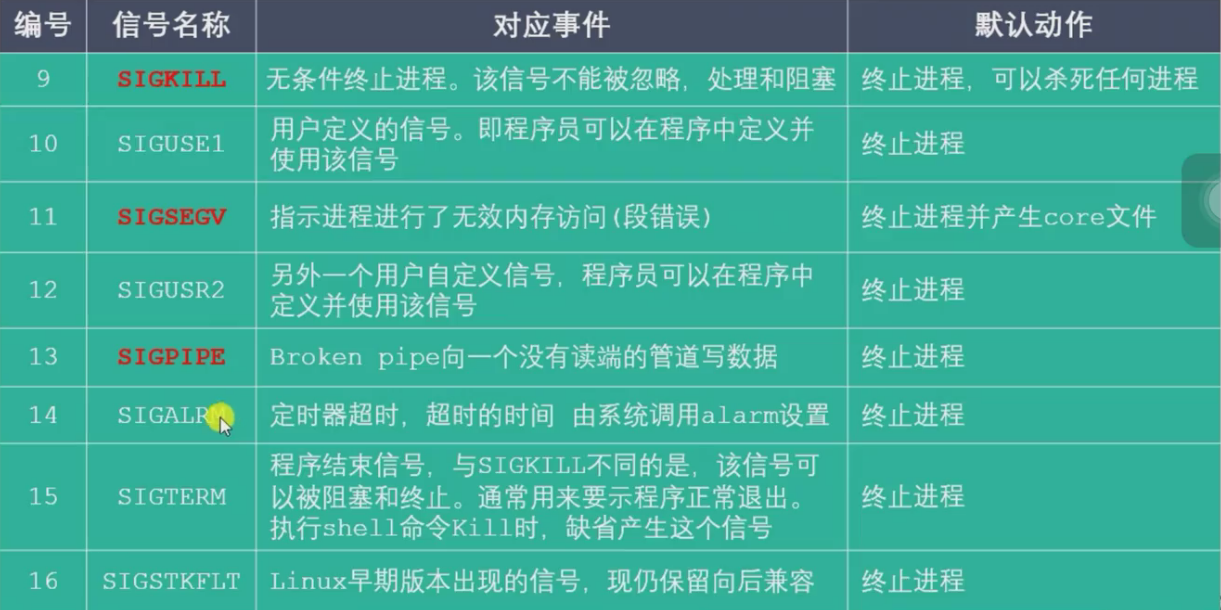 编号 信号名称 对应事件 默认动作
9 SIGKILL 无条件终止进程。该信号不能被忽略，处理和阻塞 终止进程，可以杀死任何进程
10 SIGUSE1 用户定义的信号。即程序员可以在程序中定义并 终止进程
使用该信号
11 SIGSEGV 指示进程进行了无效内存访问(段错误) 终止进程并产生core文件
12 SIGUSR2 另外一个用户自定义信号，程序员可以在程序中 终止进程
定义并使用该信号
13 SIGPIPE Broken pipe向一个没有读端的管道写数据 终止进程
14 SIGALRM 定时器超时，超时的时间 由系统调用alarm设置 终止进程
15 SIGTERM 程序结束信号，与SIGKILL不同的是，该信号可 终止进程
以被阻塞和终止。通常用来要示程序正常退出。
执行shell命令Kill时，缺省产生这个信号
16 SIGSTKFLT Linux早期版本出现的信号，现仍保留向后兼容 终止进程